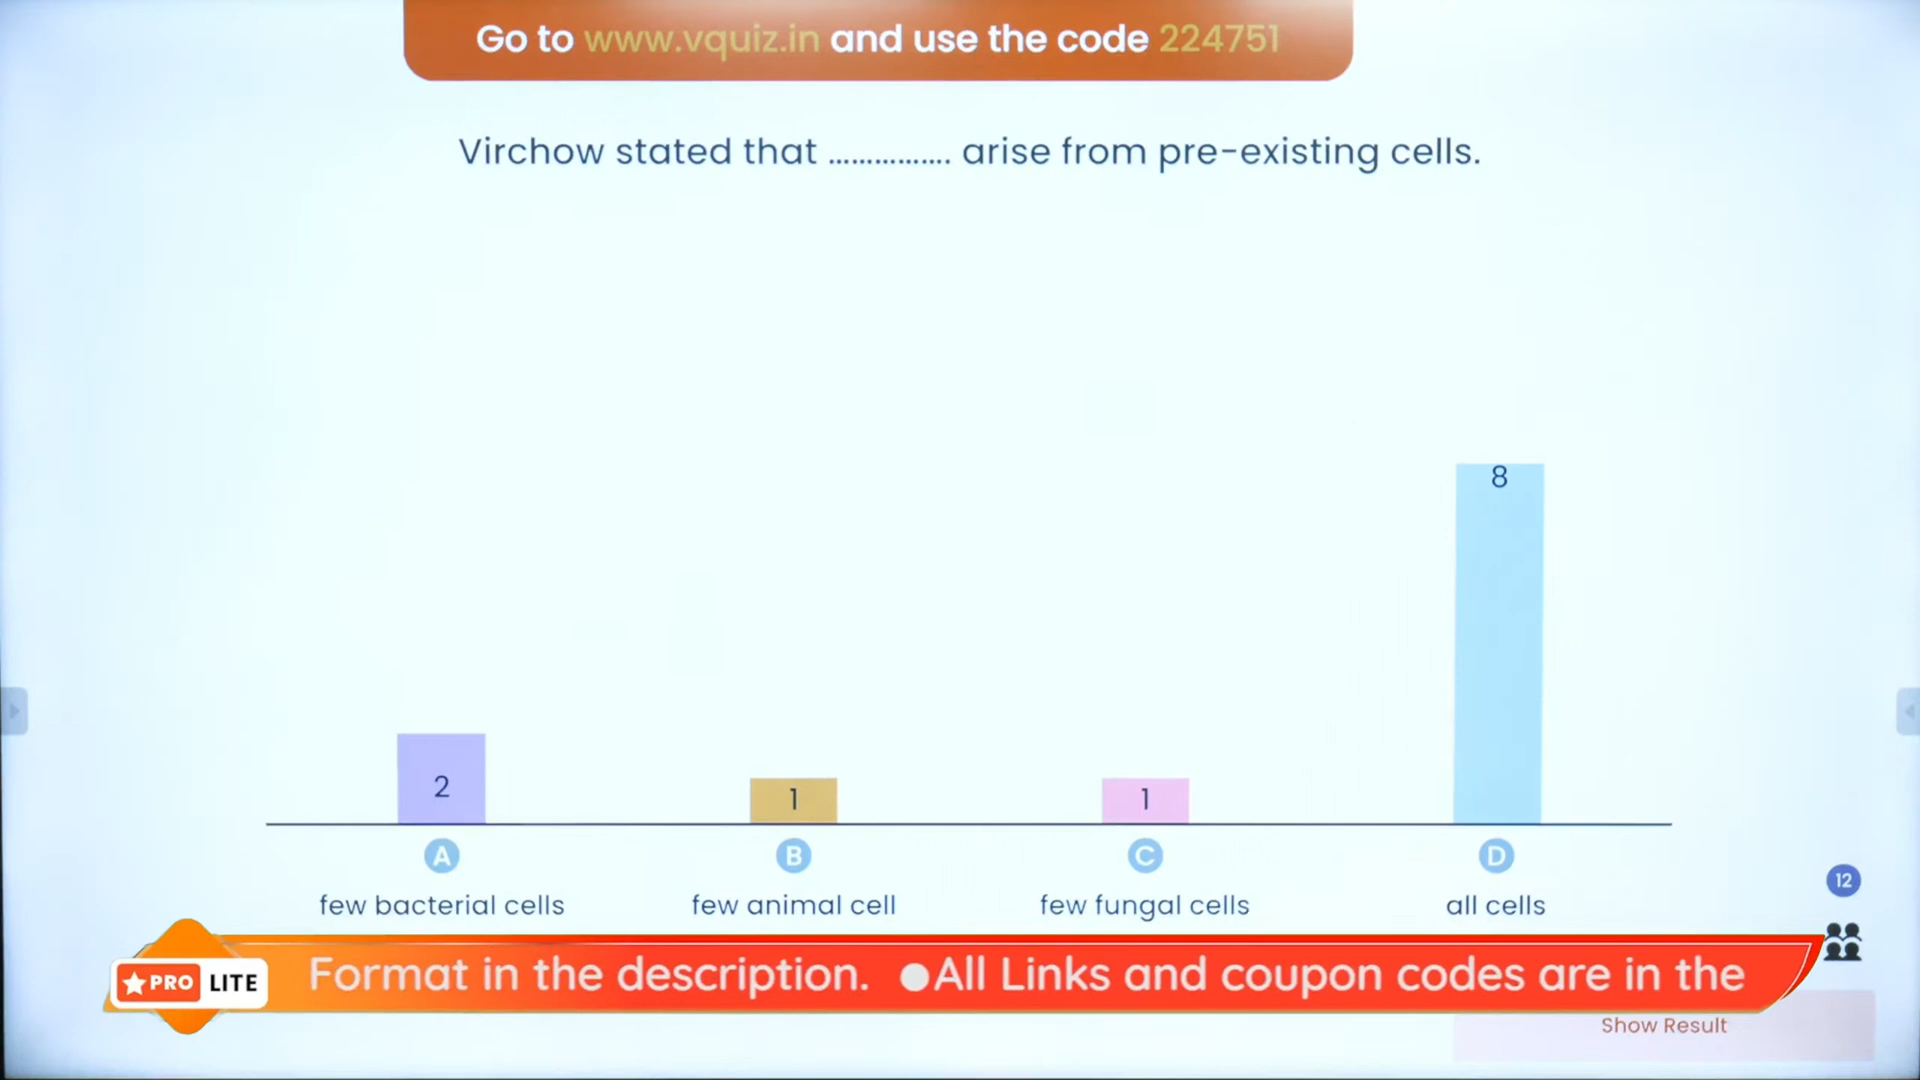 Go to www.vquiz.in and use the code 224751
Virchow stated that ................ arise from pre-existing cells.
8
2
1
1
A
B
C
D
12
few bacterial cells
few animal cell
few fungal cells
all cells
PRO LITE
Format in the description. ●All Links and coupon codes are in the
Show Result